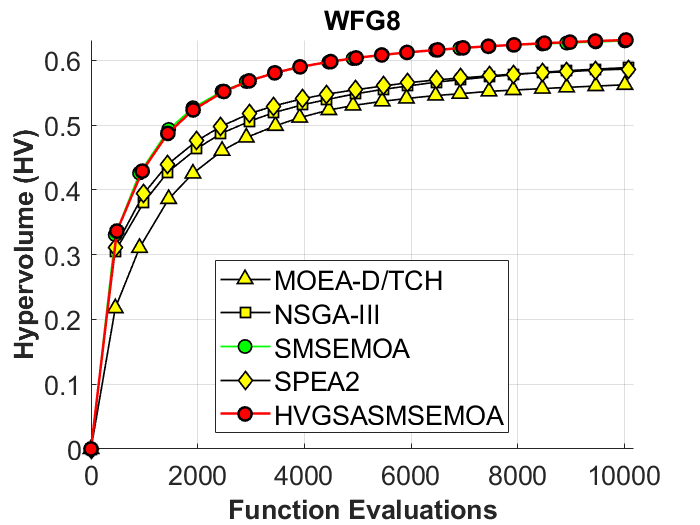 WFG8
Hypervolume (HV)
0.6
0.5
0.4
0.3
0.2
0.1
0
MOEA-D/TCH
NSGA-III
SMSEMOA
SPEA2
HVGSASMSEMOA
0 2000 4000 6000 8000 10000
Function Evaluations